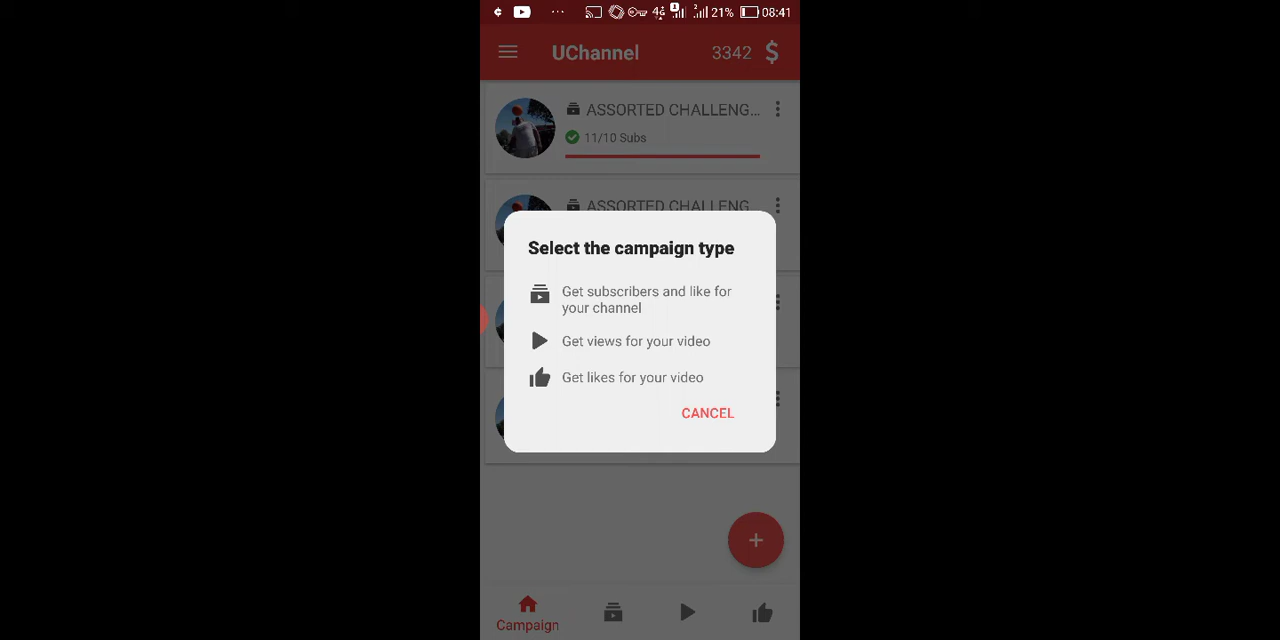 4G 21% 08:41
UChannel 3342 $
ASSORTED CHALLENG...
11/10 Subs
ASSORTED CHALLENG
Select the campaign type
Get subscribers and like for
your channel
Get views for your video
Get likes for your video
CANCEL
+
Campaign